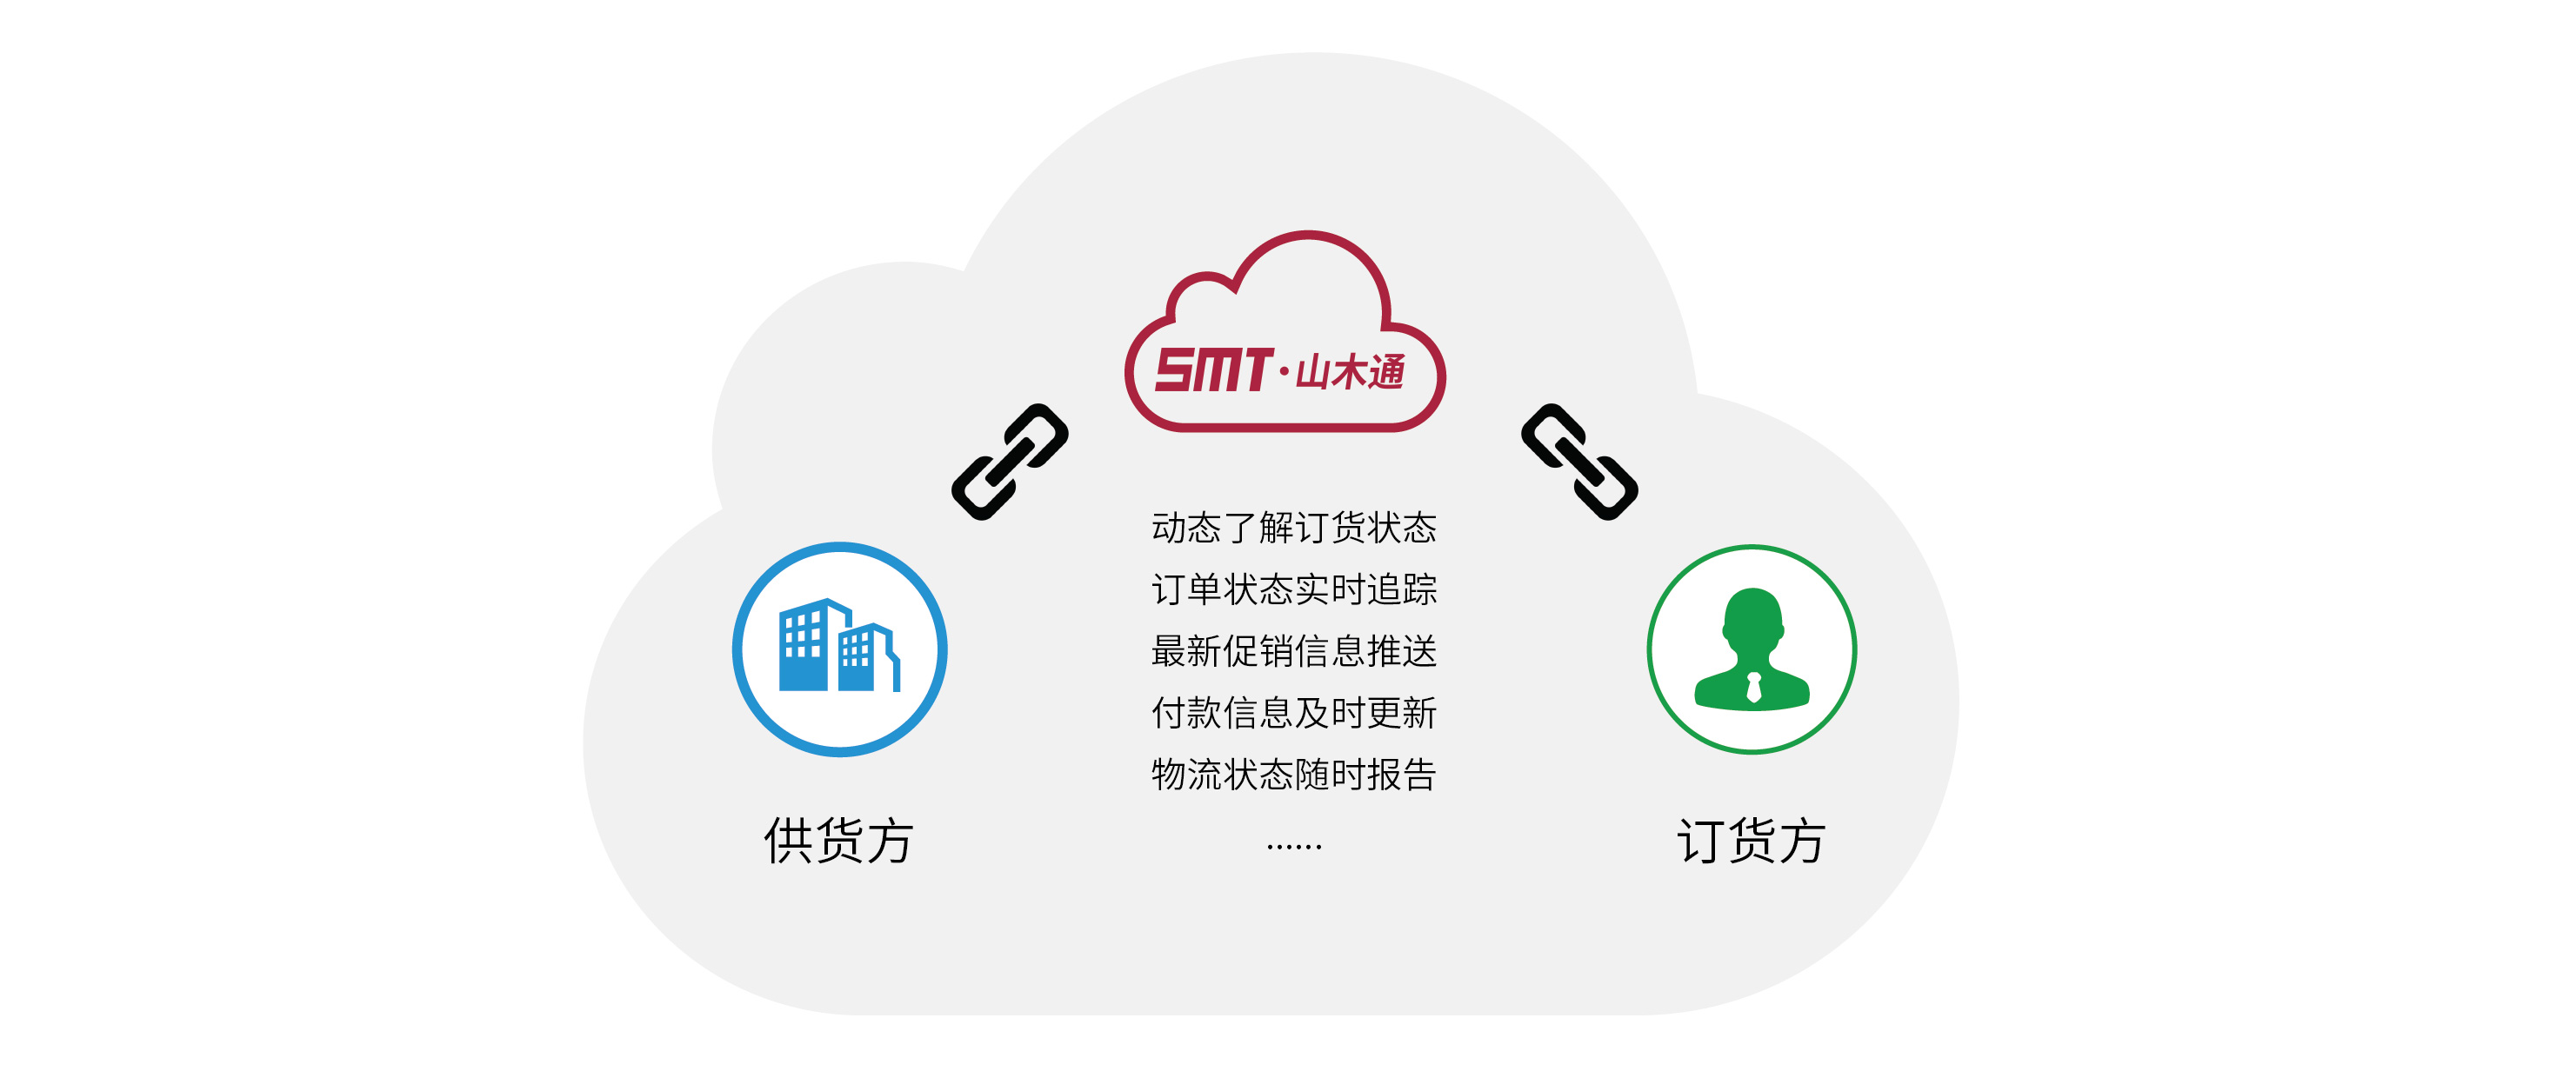 SMT·山木通
动态了解订货状态
订单状态实时追踪
最新促销信息推送
付款信息及时更新
物流状态随时报告
······
供货方
订货方